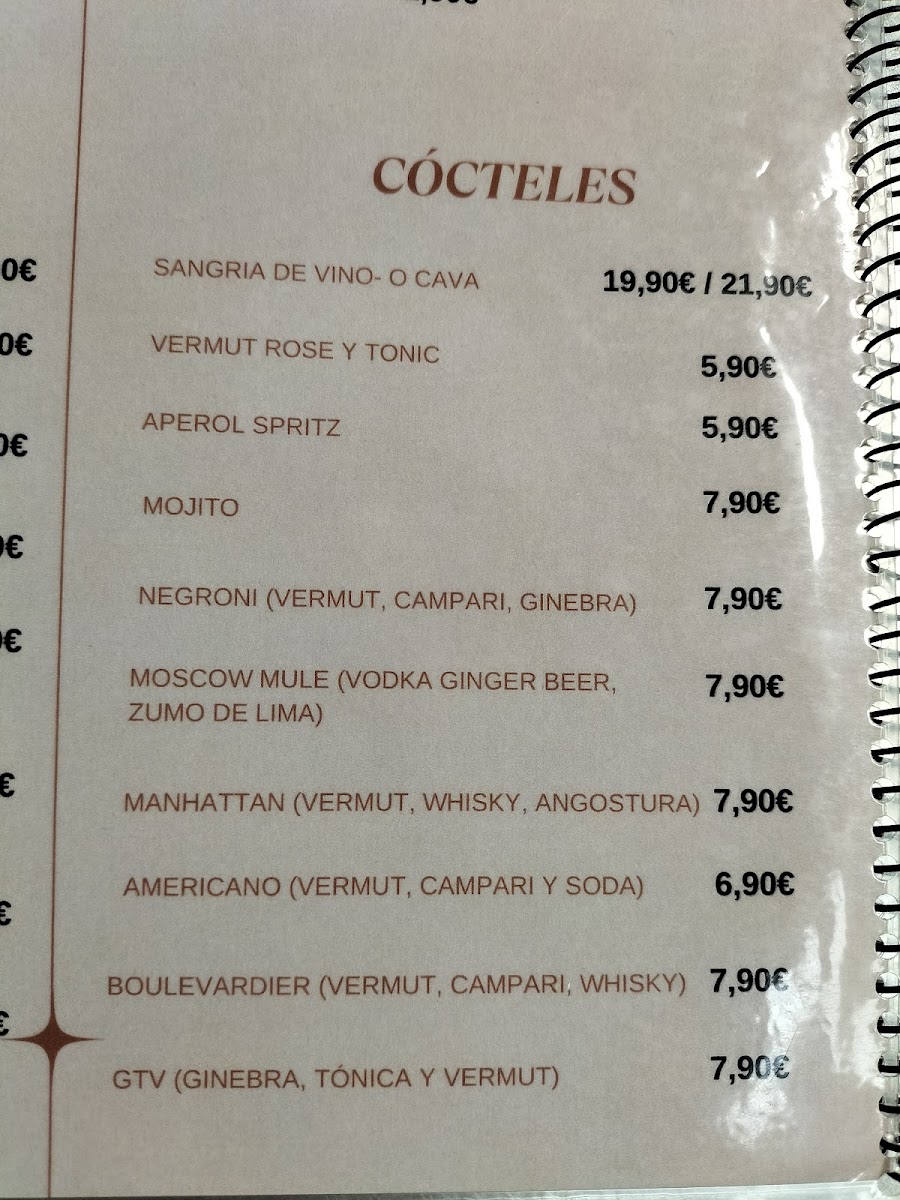 CÓCTELES
SANGRIA DE VINO- O CAVA 19,90€ / 21,90€
VERMUT ROSE Y TONIC 5,90€
APEROL SPRITZ 5,90€
MOJITO 7,90€
NEGRONI (VERMUT, CAMPARI, GINEBRA) 7,90€
MOSCOW MULE (VODKA GINGER BEER, 7,90€
ZUMO DE LIMA)
MANHATTAN (VERMUT, WHISKY, ANGOSTURA) 7,90€
AMERICANO (VERMUT, CAMPARI Y SODA) 6,90€
BOULEVARDIER (VERMUT, CAMPARI, WHISKY) 7,90€
GTV (GINEBRA, TÓNICA Y VERMUT) 7,90€